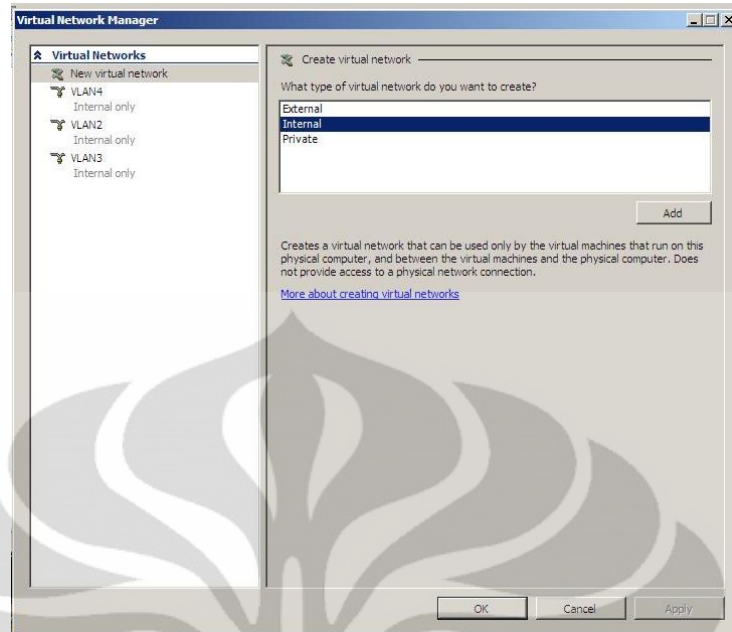 Virtual Network Manager
Virtual Networks
New virtual network
VLAN4
Internal only
VLAN2
Internal only
VLAN3
Internal only
Create virtual network
What type of virtual network do you want to create?
External
Internal
Private
Add
Creates a virtual network that can be used only by the virtual machines that run on this
physical computer, and between the virtual machines and the physical computer. Does
not provide access to a physical network connection.
More about creating virtual networks
OK
Cancel
Apply